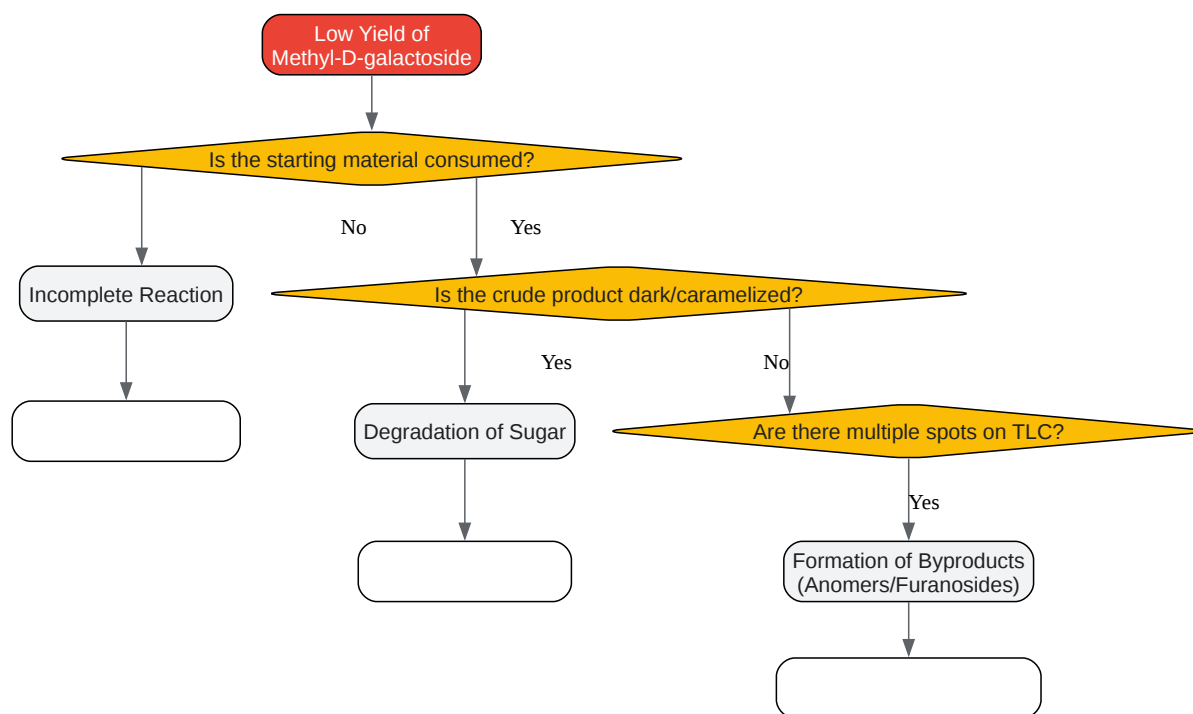 Low Yield of
Methyl-D-galactoside
Is the starting material consumed?
No
Yes
Incomplete Reaction
Is the crude product dark/caramelized?
Yes
No
Degradation of Sugar
Are there multiple spots on TLC?
Yes
Formation of Byproducts
(Anomers/Furanosides)